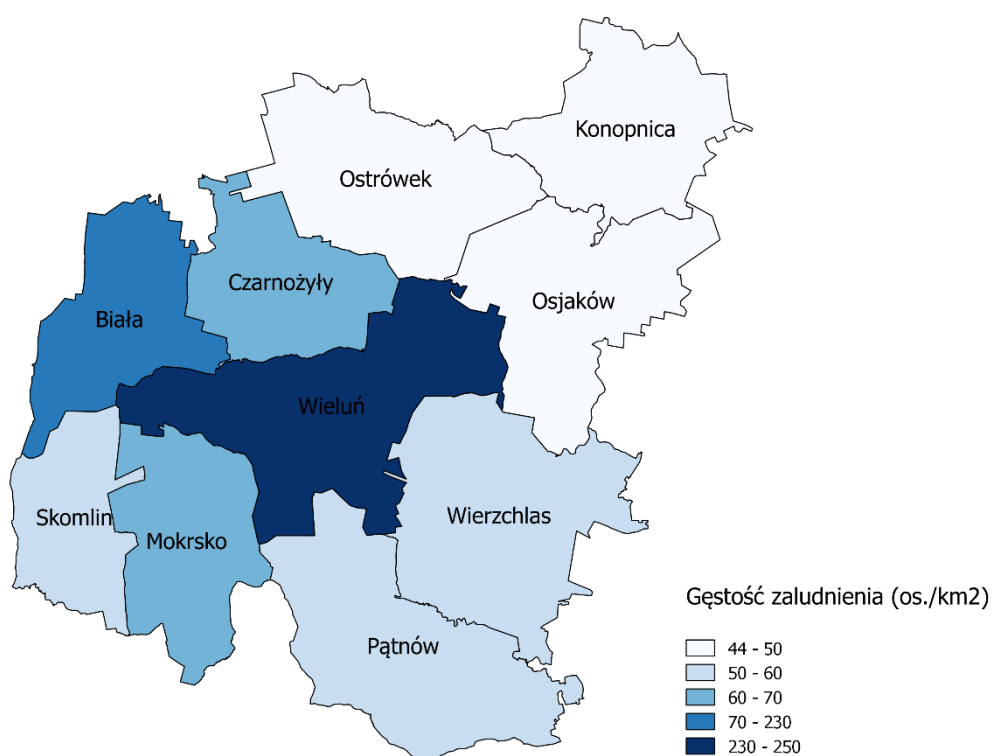 Konopnica
Ostrówek
Czarnożyły
Osjaków
Biała
Wieluń
Skomlin
Wierzchlas
Mokrsko
Pątnów
Gęstość zaludnienia (os./km2)
44 - 50
50 - 60
60 - 70
70 - 230
230 - 250